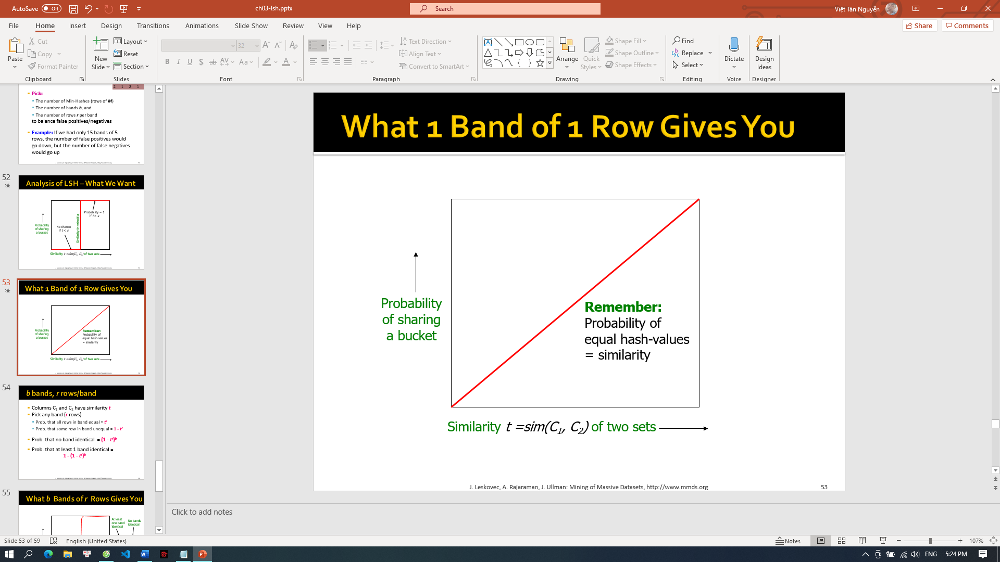 AutoSave Off ch03-lsh.pptx Search Việt Tân Nguyễn
File Home Insert Design Transitions Animations Slide Show Review View Help Share Comments
Paste Cut Copy Format Painter Clipboard
New Slide Layout Reset Section Slides
32
B I U S ab AV Aa A Font
Text Direction Align Text Convert to SmartArt Paragraph
Arrange Quick Styles Shape Fill Shape Outline Shape Effects Drawing
Find Replace Select Editing
Dictate Voice
Design Ideas Designer
2 1 2 1
Pick:
The number of Min-Hashes (rows of M)
The number of bands b, and
The number of rows r per band
to balance false positives/negatives
Example: If we had only 15 bands of 5
rows, the number of false positives would
go down, but the number of false negatives
would go up
52
Analysis of LSH – What We Want
Probability = 1
if t > s
Probability
of sharing
a bucket
No chance
if t < s
Similarity threshold s
Similarity t =sim(C1, C2) of two sets
53
What 1 Band of 1 Row Gives You
Probability
of sharing
a bucket
Remember:
Probability of
equal hash-values
= similarity
Similarity t =sim(C1, C2) of two sets
54
b bands, r rows/band
Columns C1 and C2 have similarity t
Pick any band (r rows)
Prob. that all rows in band equal = t^r
Prob. that some row in band unequal = 1 - t^r
Prob. that no band identical = (1 - t^r)^b
Prob. that at least 1 band identical =
1 - (1 - t^r)^b
55
What b Bands of r Rows Gives You
At least
one band
identical
No bands
identical
What 1 Band of 1 Row Gives You
Probability
of sharing
a bucket
Remember:
Probability of
equal hash-values
= similarity
Similarity t =sim(C1, C2) of two sets
J. Leskovec, A. Rajaraman, J. Ullman: Mining of Massive Datasets, http://www.mmds.org 53
Click to add notes
Slide 53 of 59 English (United States) Notes 107%
ENG 5:24 PM